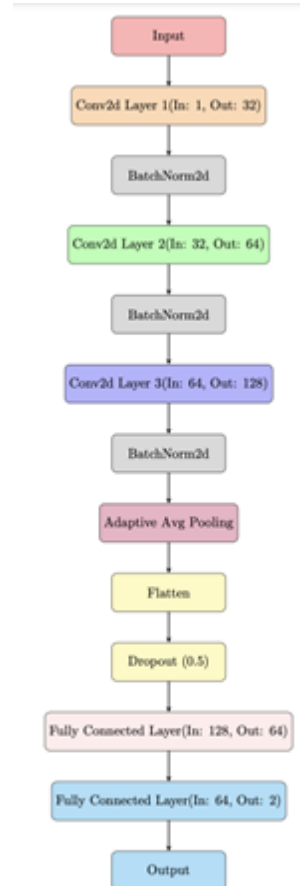 Input
Conv2d Layer 1(In: 1, Out: 32)
BatchNorm2d
Conv2d Layer 2(In: 32, Out: 64)
BatchNorm2d
Conv2d Layer 3(In: 64, Out: 128)
BatchNorm2d
Adaptive Avg Pooling
Flatten
Dropout (0.5)
Fully Connected Layer(In: 128, Out: 64)
Fully Connected Layer(In: 64, Out: 2)
Output